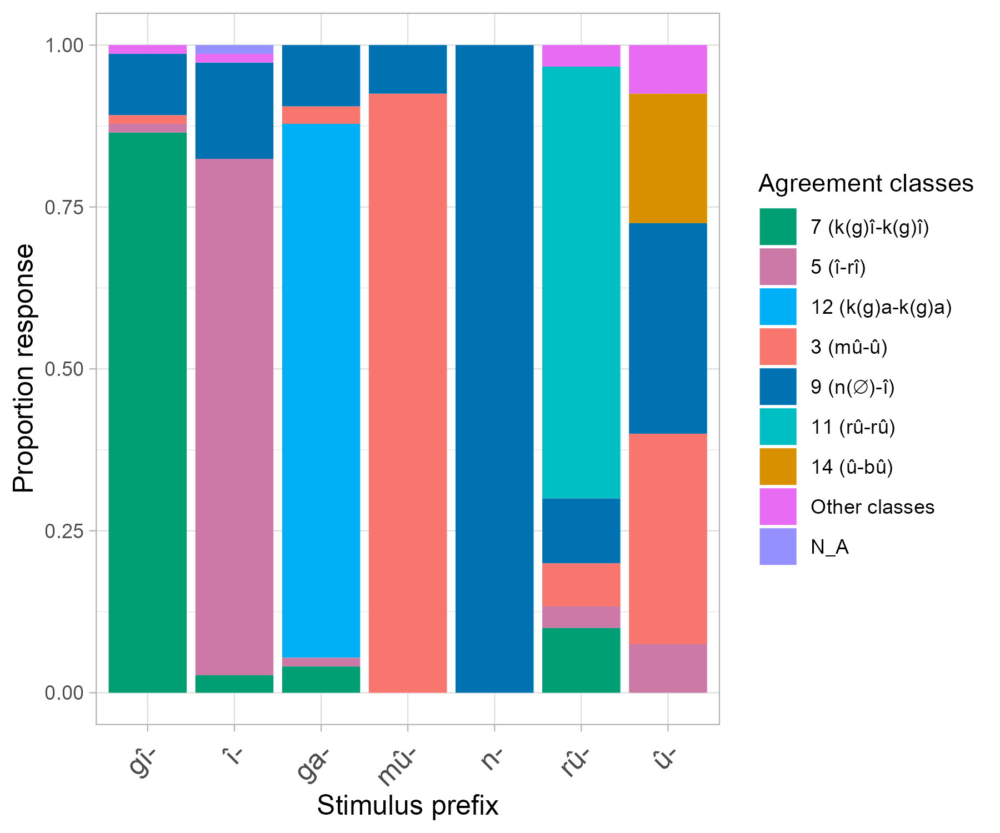 1.00
0.75
0.50
0.25
0.00
Proportion response
gî-
î-
ga-
mû-
n-
rû-
û-
Stimulus prefix
Agreement classes
7 (k(g)î-k(g)î)
5 (î-rî)
12 (k(g)a-k(g)a)
3 (mû-û)
9 (n(∅)-î)
11 (rû-rû)
14 (û-bû)
Other classes
N_A